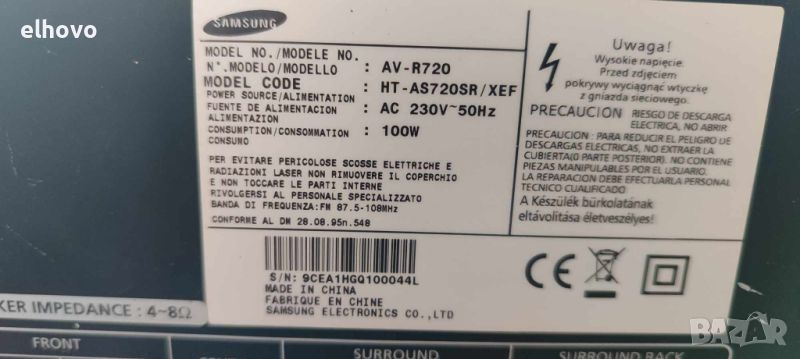 elhovo
SAMSUNG
MODEL NO./MODELE NO.
N°.MODELO/MODELLO : AV-R720
MODEL CODE : HT-AS720SR/XEF
POWER SOURCE/ALIMENTATION
FUENTE DE ALIMENTACION : AC 230V~50Hz
ALIMENTAZION
CONSUMPTION/CONSOMMATION : 100W
CONSUMO
PER EVITARE PERICOLOSE SCOSSE ELETTRICHE E
RADIAZIONI LASER NON RIMUOVERE IL COPERCHIO
E NON TOCCARE LE PARTI INTERNE
RIVOLGERSI AL PERSONALE SPECIALIZZATO
BANDA DI FREQUENZA:FM 87.5-108MHz
CONFORME AL DM 28.08.95n.548
Uwaga!
Wysokie napięcie.
Przed zdjęciem
pokrywy wyciągnąć wtyczkę
z gniazda sieciowego.
PRECAUCION RIESGO DE DESCARGA
ELECTRICA, NO ABRIR
PRECAUCION : PARA REDUCIR EL PELIGRO DE
DESCARGAS ELECTRICAS, NO EXTRAER LA
CUBIERTA(O PARTE POSTERIOR). NO CONTIENE
PIEZAS MANIPULABLES POR EL USUARIO.
LA REPARACION DEBE EFECTUARLA PERSONAL
TECNICO CUALIFICADO
A Készülék bürkolatának
eltávolítása életveszélyes!
S/N: 9CEA1HGQ100044L
MADE IN CHINA
FABRIQUE EN CHINE
SAMSUNG ELECTRONICS CO.,LTD
CE
KER IMPEDANCE : 4~8Ω
FRONT
SURROUND
SURROUND BACK
BAZAR